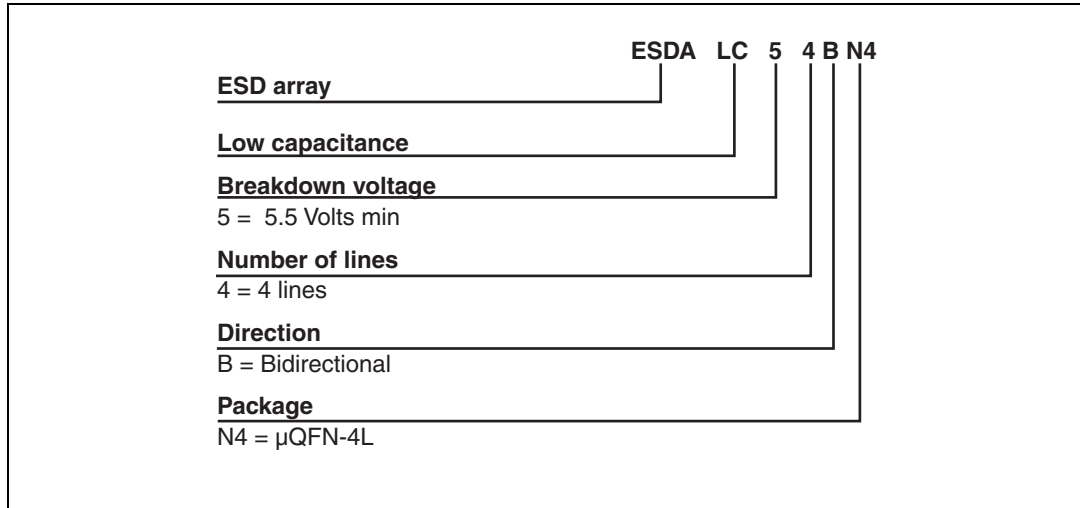 ESDA LC 5 4 B N4
ESD array
Low capacitance
Breakdown voltage
5 = 5.5 Volts min
Number of lines
4 = 4 lines
Direction
B = Bidirectional
Package
N4 = µQFN-4L